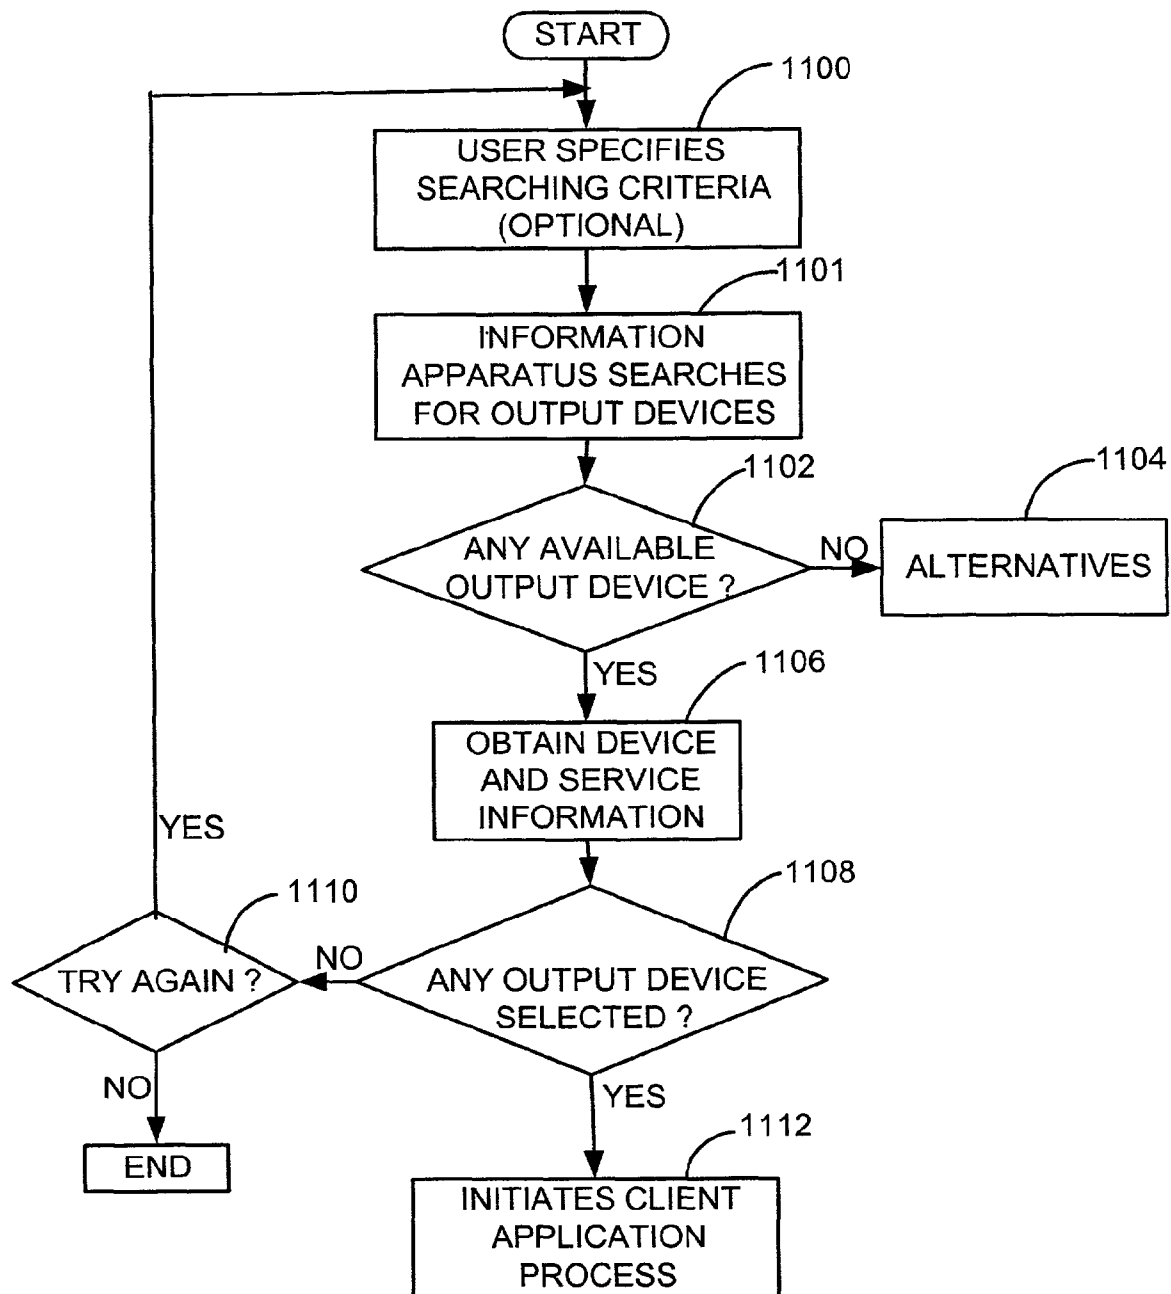 START
1100
USER SPECIFIES
SEARCHING CRITERIA
(OPTIONAL)
1101
INFORMATION
APPARATUS SEARCHES
FOR OUTPUT DEVICES
1102
1104
ANY AVAILABLE
OUTPUT DEVICE ?
NO
ALTERNATIVES
YES
1106
OBTAIN DEVICE
AND SERVICE
INFORMATION
YES
1108
1110
TRY AGAIN ?
NO
ANY OUTPUT DEVICE
SELECTED ?
NO
YES
END
1112
INITIATES CLIENT
APPLICATION
PROCESS